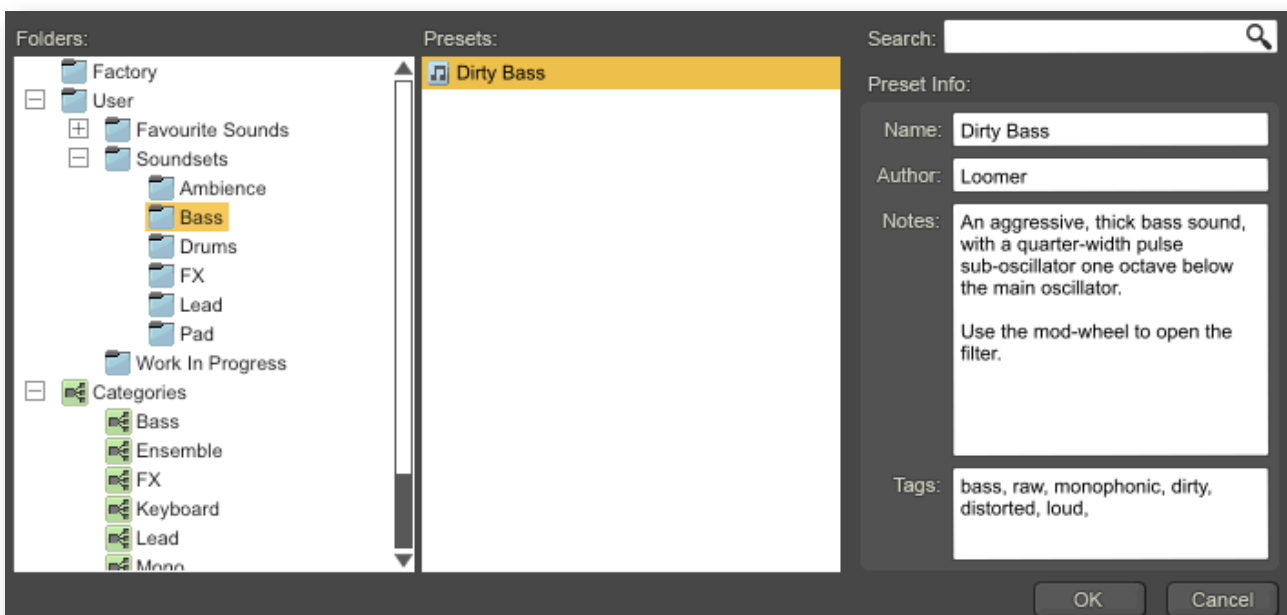 Folders:
Factory
User
Favourite Sounds
Soundsets
Ambience
Bass
Drums
FX
Lead
Pad
Work In Progress
Categories
Bass
Ensemble
FX
Keyboard
Lead
Mono
Presets:
Dirty Bass
Search:
Preset Info:
Name: Dirty Bass
Author: Loomer
Notes: An aggressive, thick bass sound,
with a quarter-width pulse
sub-oscillator one octave below
the main oscillator.
Use the mod-wheel to open the
filter.
Tags: bass, raw, monophonic, dirty,
distorted, loud,
OK Cancel